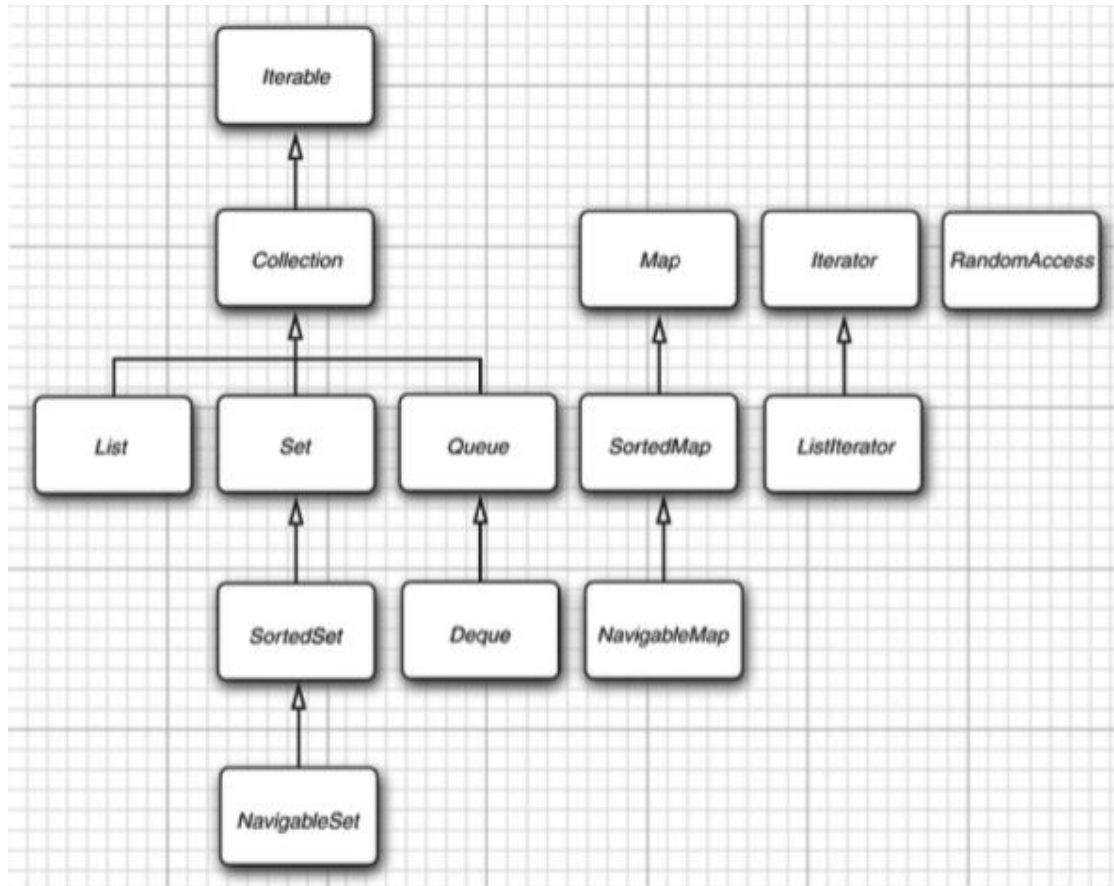 Iterable
Collection
Map
Iterator
RandomAccess
List
Set
Queue
SortedMap
ListIterator
SortedSet
Deque
NavigableMap
NavigableSet